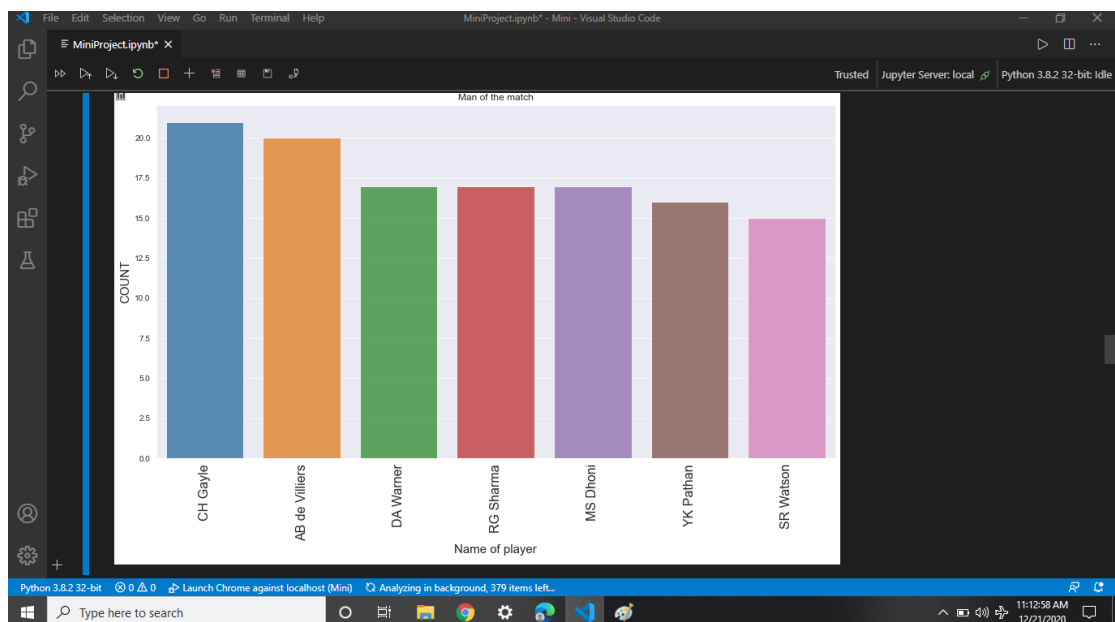 File Edit Selection View Go Run Terminal Help MiniProject.ipynb* - Mini - Visual Studio Code
MiniProject.ipynb*
Trusted Jupyter Server: local Python 3.8.2 32-bit: Idle
Man of the match
20.0
17.5
15.0
12.5
10.0
7.5
5.0
2.5
0.0
COUNT
CH Gayle
AB de Villiers
DA Warner
RG Sharma
MS Dhoni
YK Pathan
SR Watson
Name of player
Python 3.8.2 32-bit 0 0 Launch Chrome against localhost (Mini) Analyzing in background, 379 items left...
Type here to search
11:12:58 AM
12/21/2020